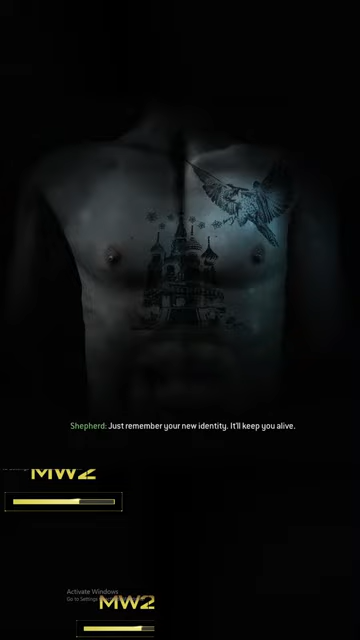 Shepherd: Just remember your new identity. It'll keep you alive.
MW2
Activate Windows
Go to Settings
MW2